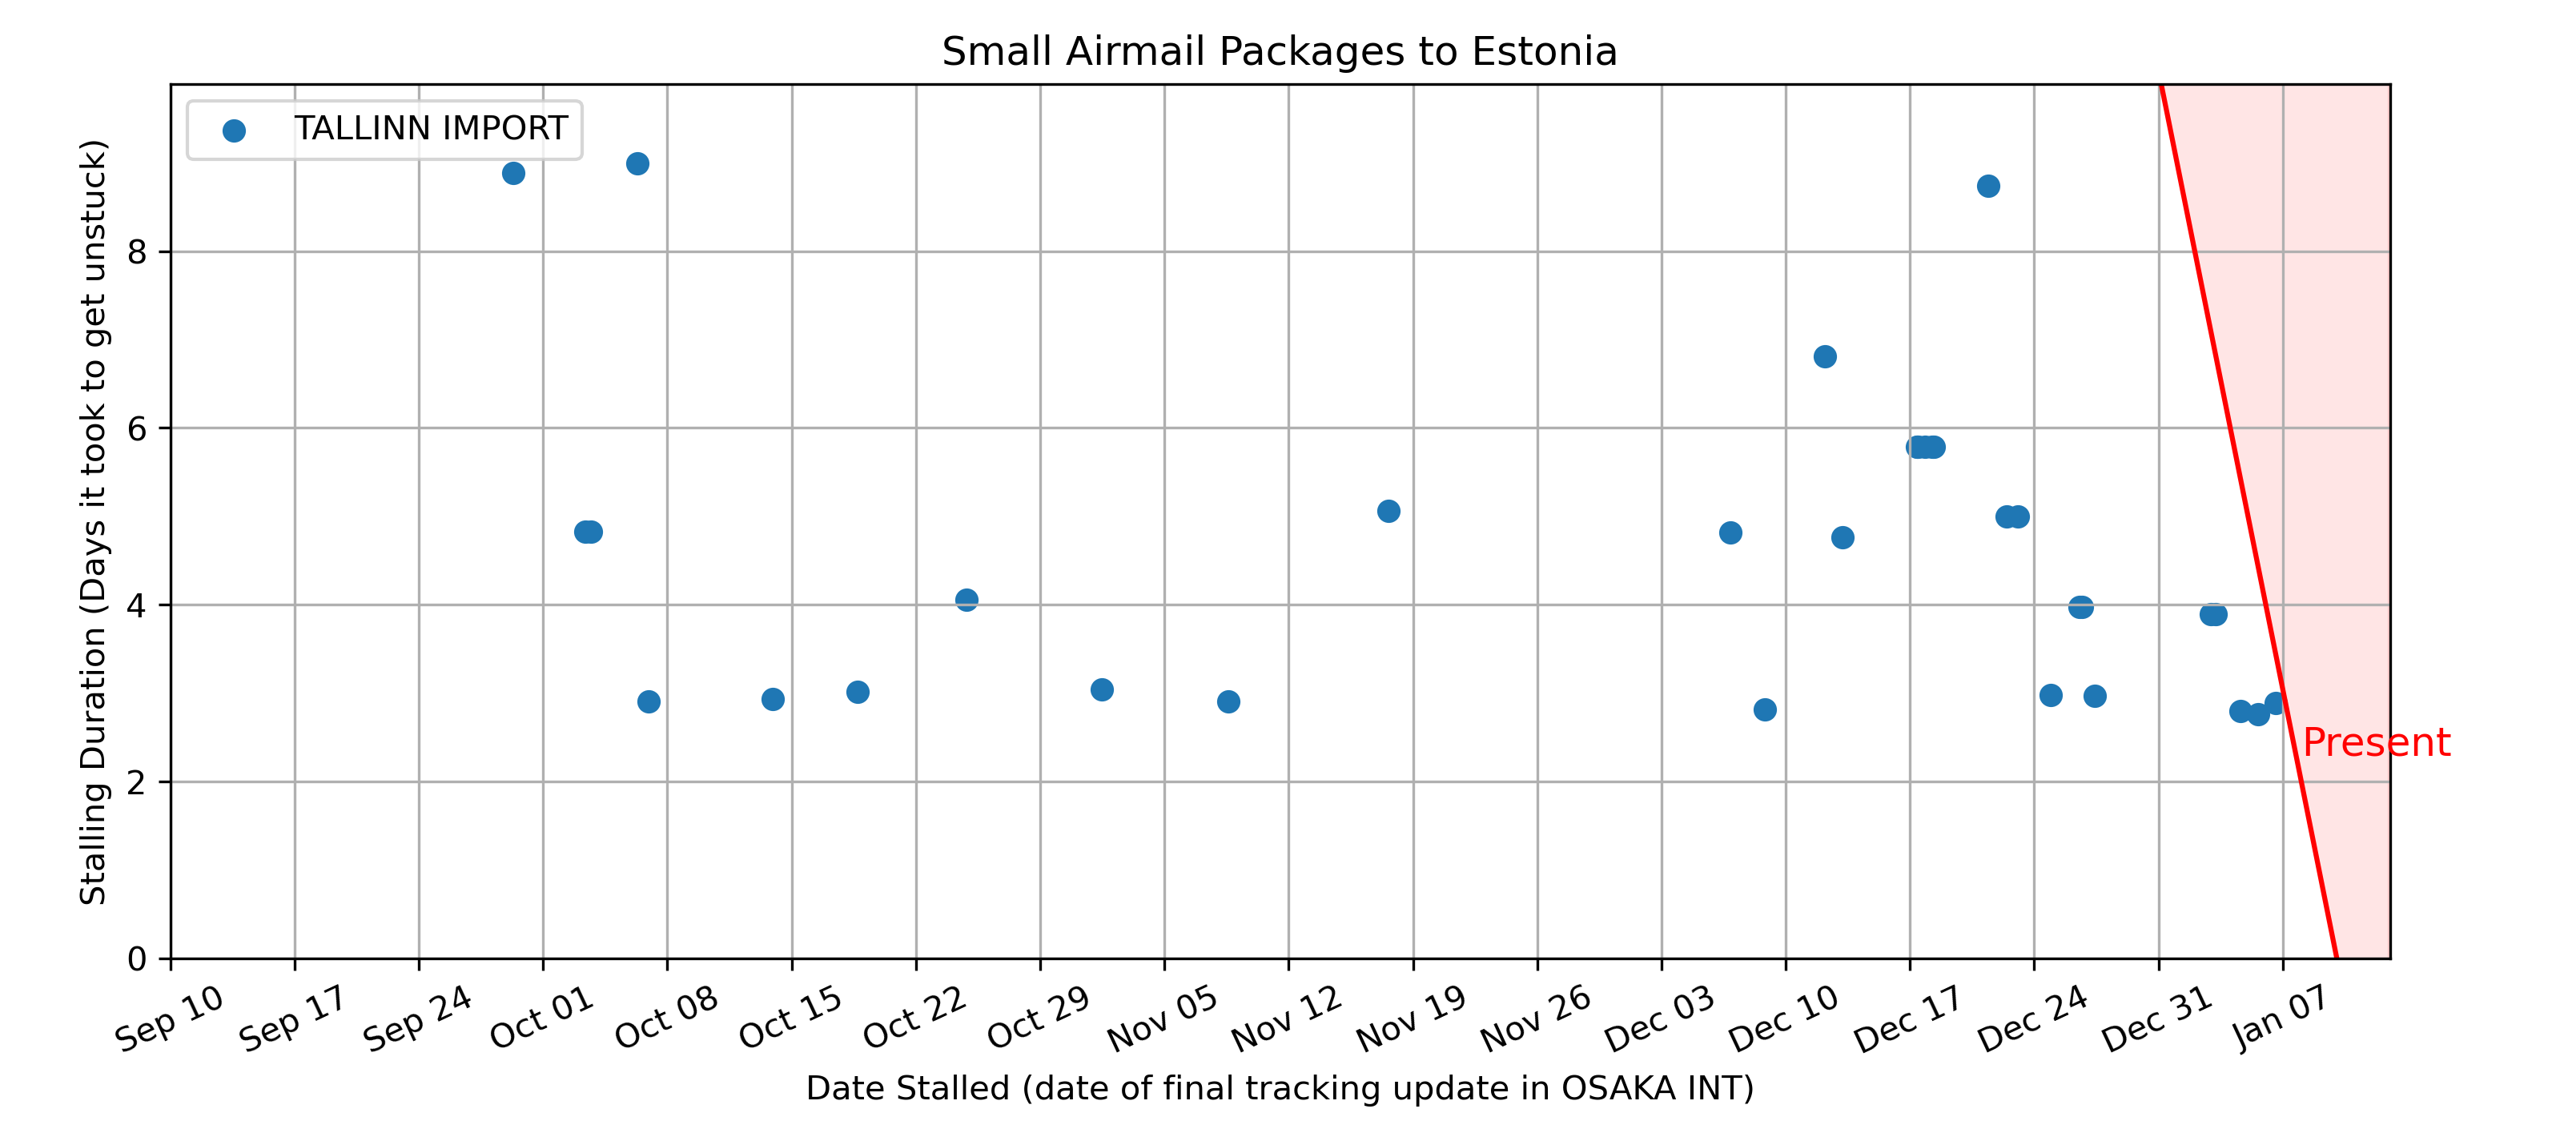 Small Airmail Packages to Estonia
TALLINN IMPORT
Stalling Duration (Days it took to get unstuck)
8
6
4
2
0
Present
Sep 10
Sep 17
Sep 24
Oct 01
Oct 08
Oct 15
Oct 22
Oct 29
Nov 05
Nov 12
Nov 19
Nov 26
Dec 03
Dec 10
Dec 17
Dec 24
Dec 31
Jan 07
Date Stalled (date of final tracking update in OSAKA INT)